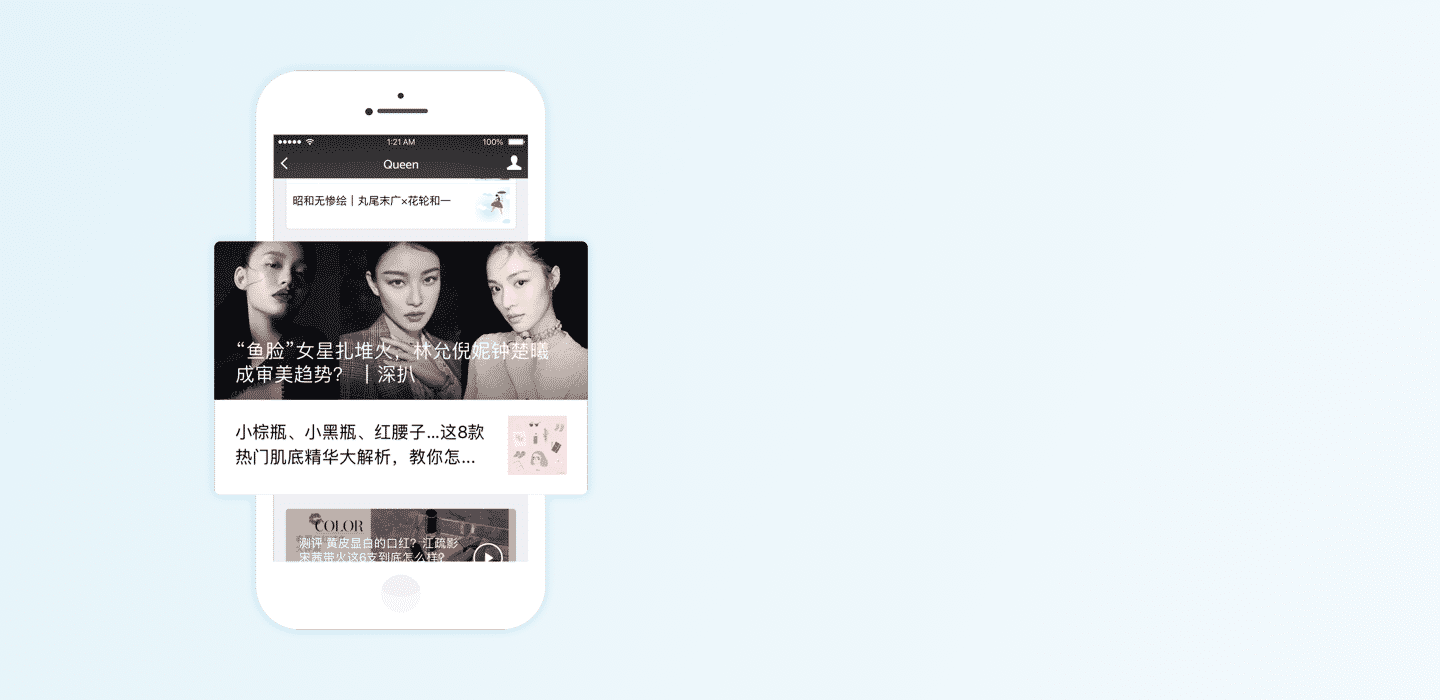 1:21 AM
100%
Queen
昭和无惨绘丨丸尾末广×花轮和一
“鱼脸”女星扎堆火，林允倪妮钟楚曦
成审美趋势？ 丨深扒
小棕瓶、小黑瓶、红腰子...这8款
热门肌底精华大解析，教你怎...
COLOR
测评 黄皮显白的口红？江疏影
宋茜带火这6支到底怎么样？